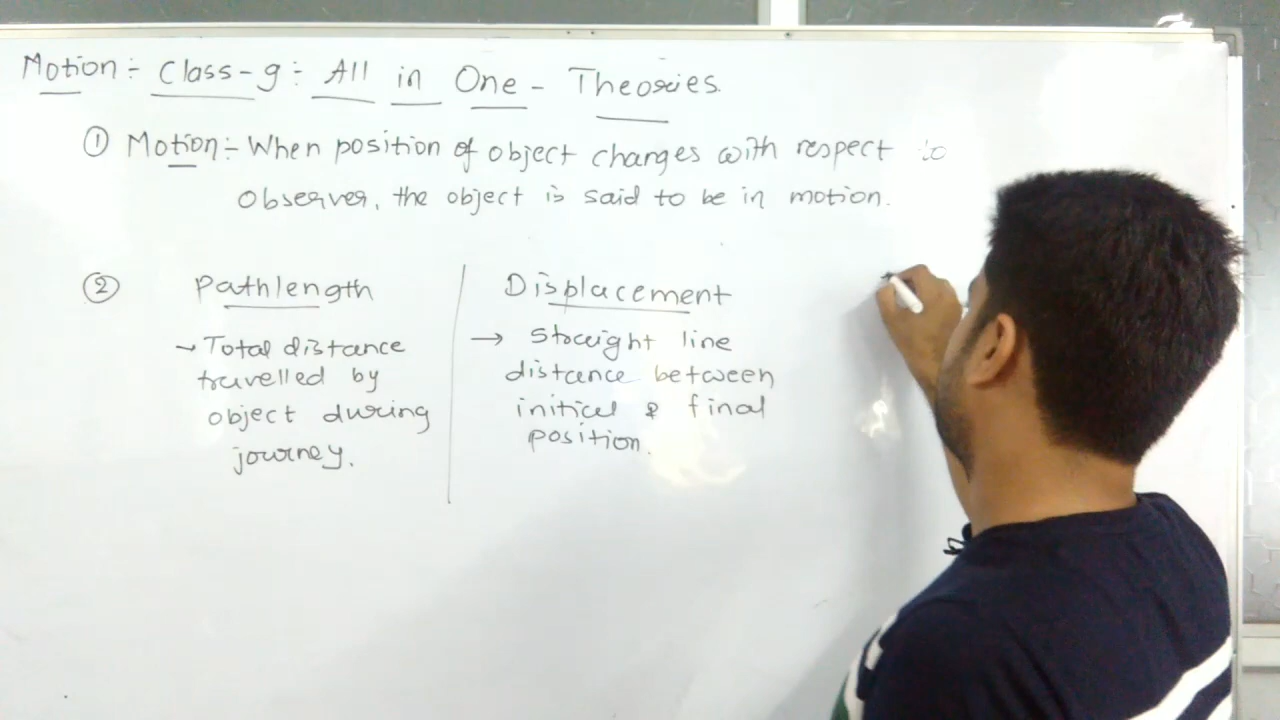 Motion :- Class-9 :- All in One - Theories.
① Motion :- When position of object changes with respect to
Observer, the object is said to be in motion.
② Pathlength
→ Total distance
travelled by
object during
journey.
Displacement
→ Straight line
distance between
initial & final
position.